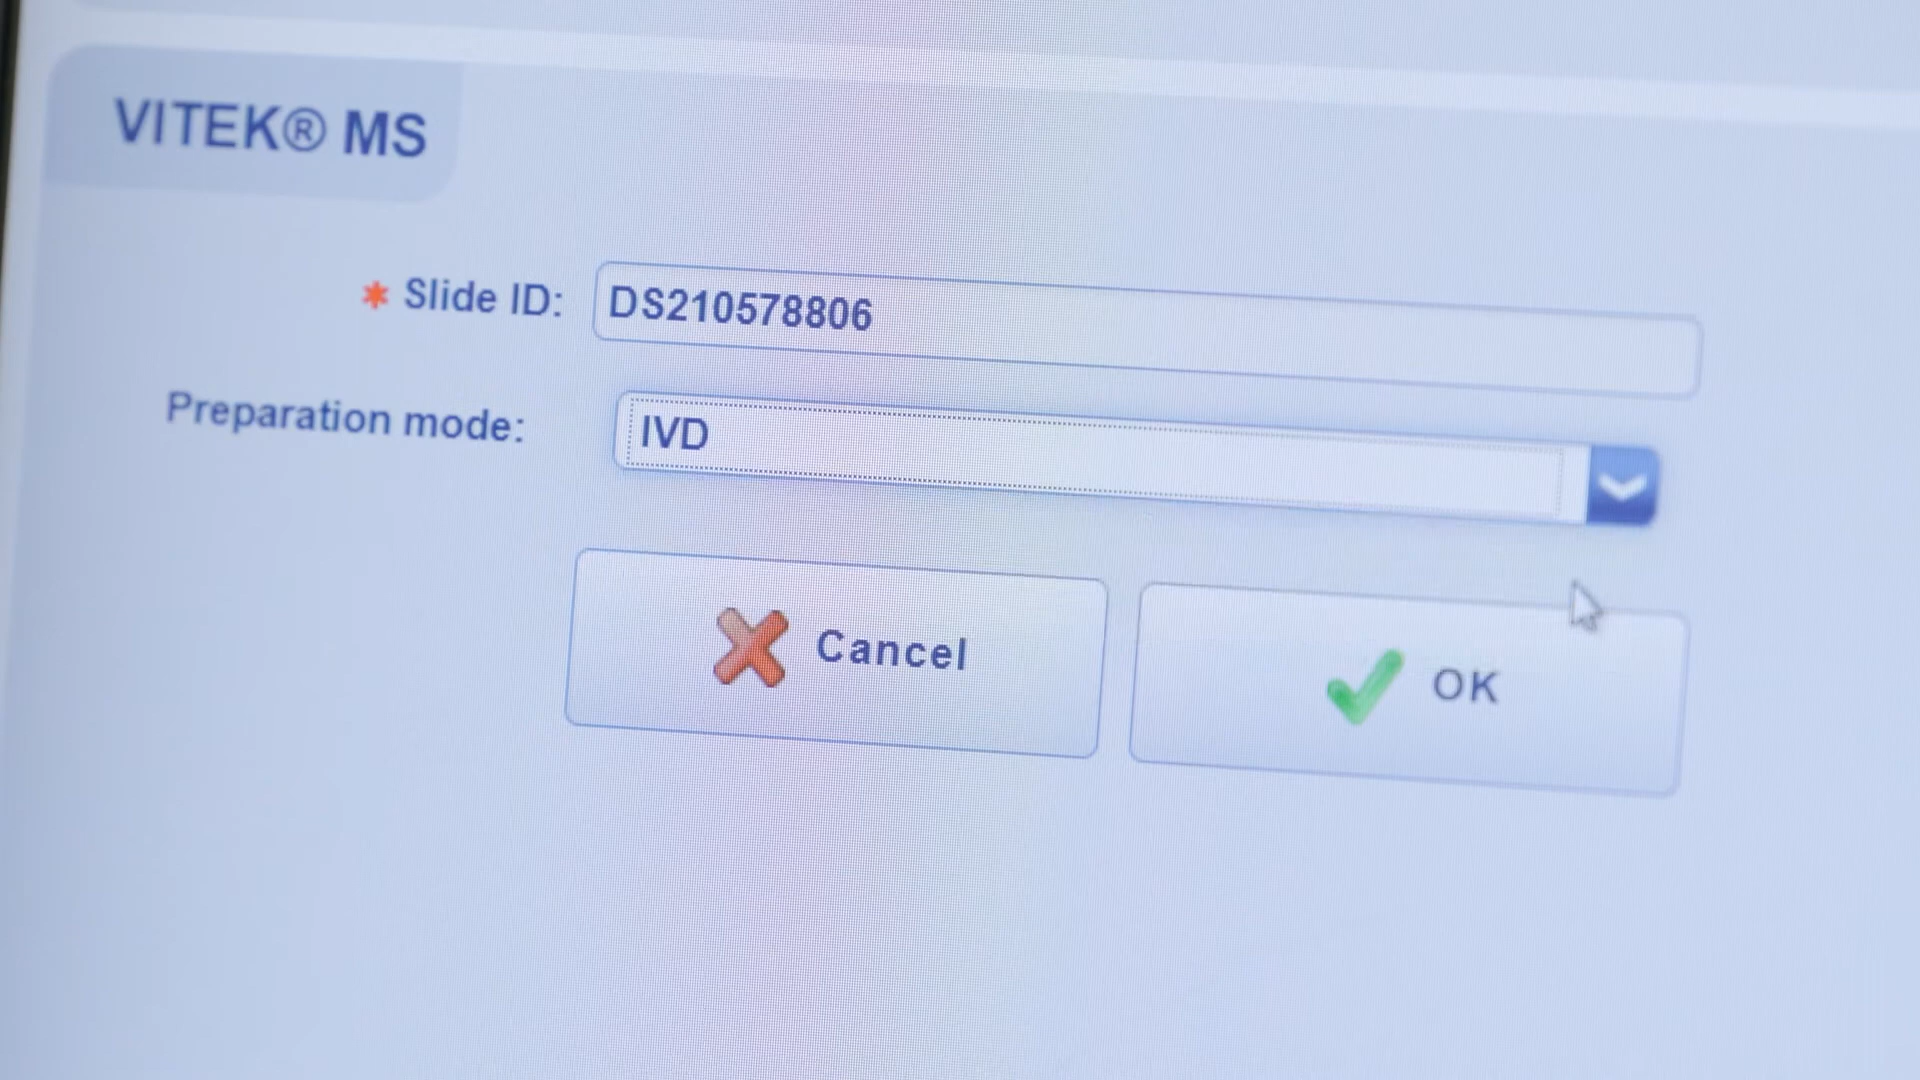 VITEK® MS
* Slide ID: DS210578806
Preparation mode: IVD
Cancel OK